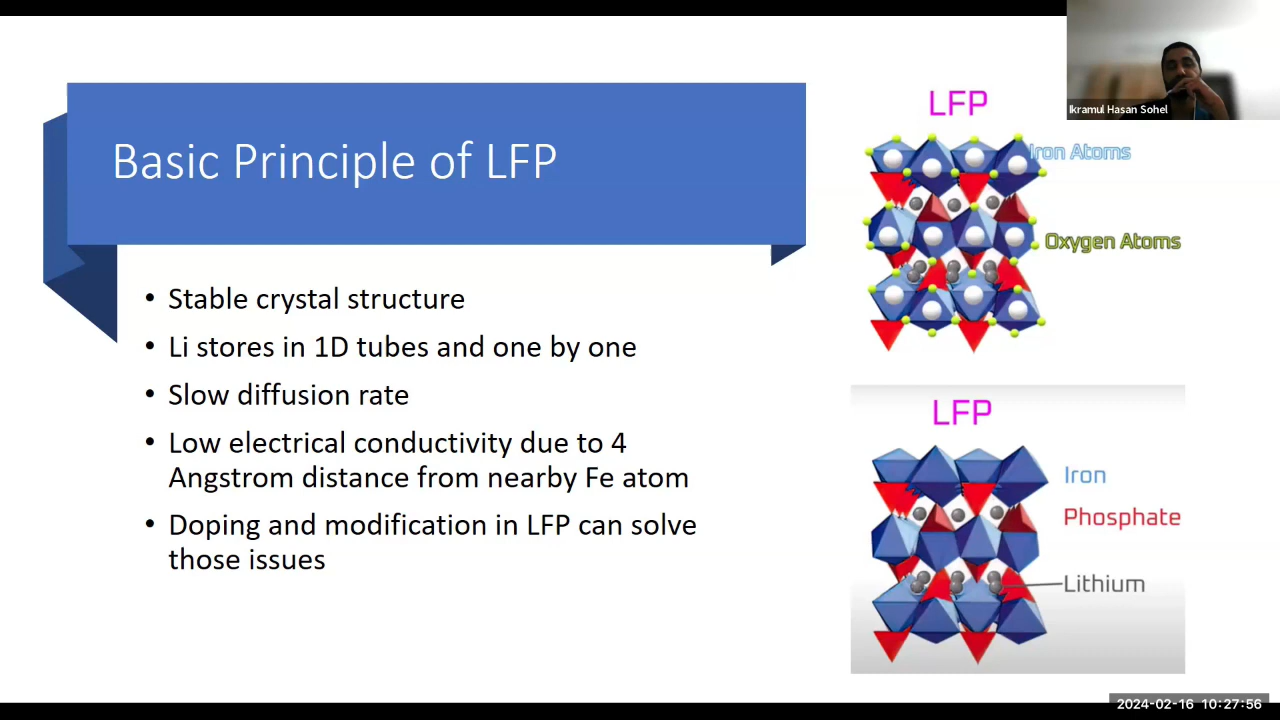 Basic Principle of LFP
• Stable crystal structure
• Li stores in 1D tubes and one by one
• Slow diffusion rate
• Low electrical conductivity due to 4
Angstrom distance from nearby Fe atom
• Doping and modification in LFP can solve
those issues
LFP
Iron Atoms
Oxygen Atoms
LFP
Iron
Phosphate
Lithium
Ikramul Hasan Sohel
2024-02-16 10:27:56